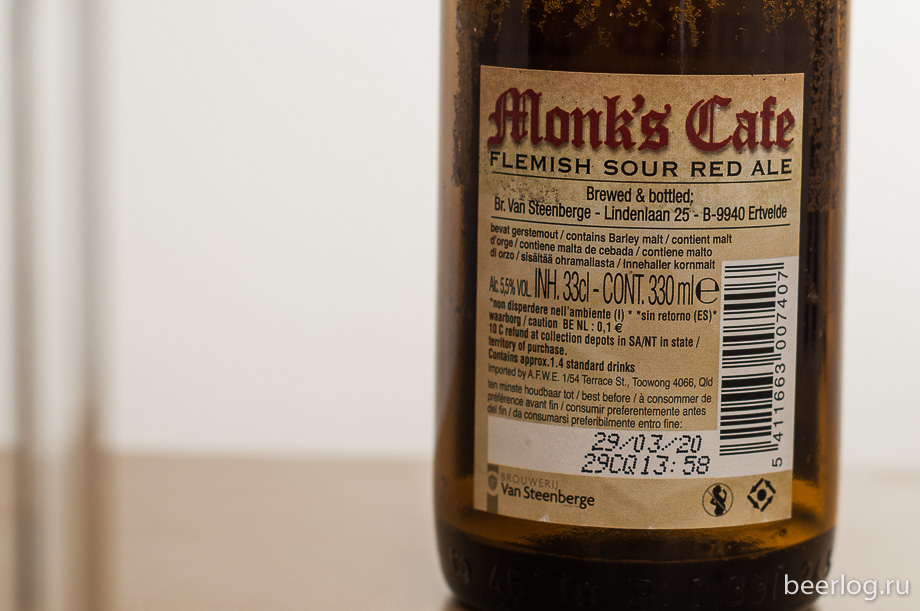 Monk's Cafe
FLEMISH SOUR RED ALE
Brewed & bottled;
Br. Van Steenberge - Lindenlaan 25 - B-9940 Ertvelde
bevat gerstemout / contains Barley malt / contient malt
d'orge / contiene malta de cebada / contiene malto
di orzo / sisältää ohramallasta / Innehaller kornmalt
Alc. 5,5% VOL. INH. 33cl - CONT. 330 ml e
*non disperdere nell'ambiente (I) * *sin retorno (ES)*
waarborg / caution BE NL : 0,1 €
10 C refund at collection depots in SA/NT in state /
territory of purchase.
Contains approx.1.4 standard drinks
Imported by A.F.W.E. 1/54 Terrace St., Toowong 4066, Qld
ten minste houdbaar tot / best before / à consommer de
préférence avant fin / consumir preferentemente antes
del fin / da consumarsi preferibilmente entro fine:
29/03/20
29CQ13:58
5 411663 007407
BROUWERIJ
Van Steenberge
beerlog.ru